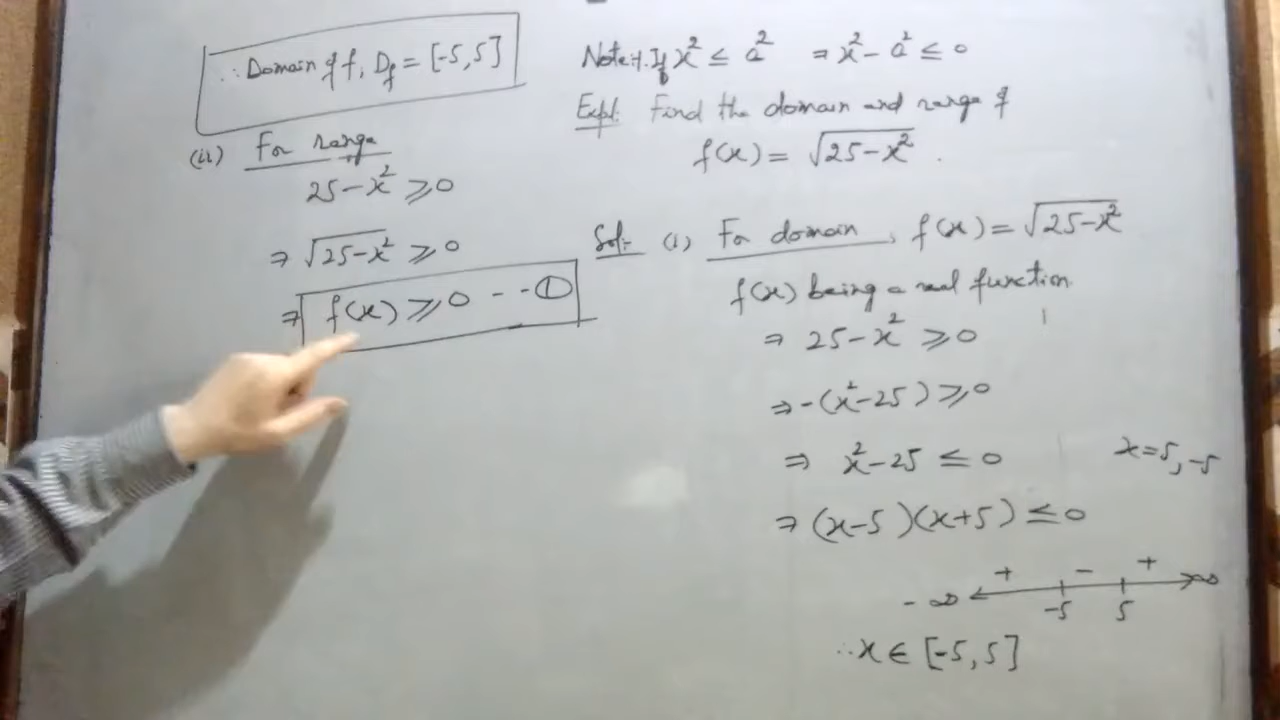 Note:- If x² ≤ a² ⇒ x² - a² ≤ 0
Expl: Find the domain and range of
f(x) = √25-x² .
Sol:- (i) For domain, f(x) = √25-x²
f(x) being a real function
⇒ 25-x² ≥ 0
⇒ -(x²-25) ≥ 0
⇒ x²-25 ≤ 0 x=5, -5
⇒ (x-5)(x+5) ≤ 0
+ - +
-∞ -5 5 ∞
∴ x ∈ [-5, 5]
∴ Domain of f, Df = [-5, 5]
(ii) For range
25-x² ≥ 0
⇒ √25-x² ≥ 0
⇒ f(x) ≥ 0 - - ①